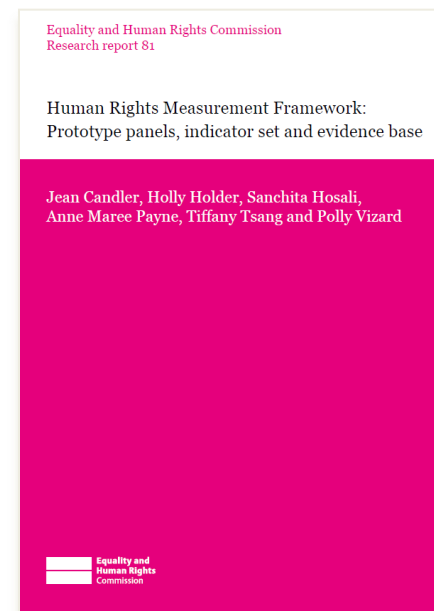 Equality and Human Rights Commission
Research report 81
Human Rights Measurement Framework:
Prototype panels, indicator set and evidence base
Jean Candler, Holly Holder, Sanchita Hosali,
Anne Maree Payne, Tiffany Tsang and Polly Vizard
Equality and
Human Rights
Commission